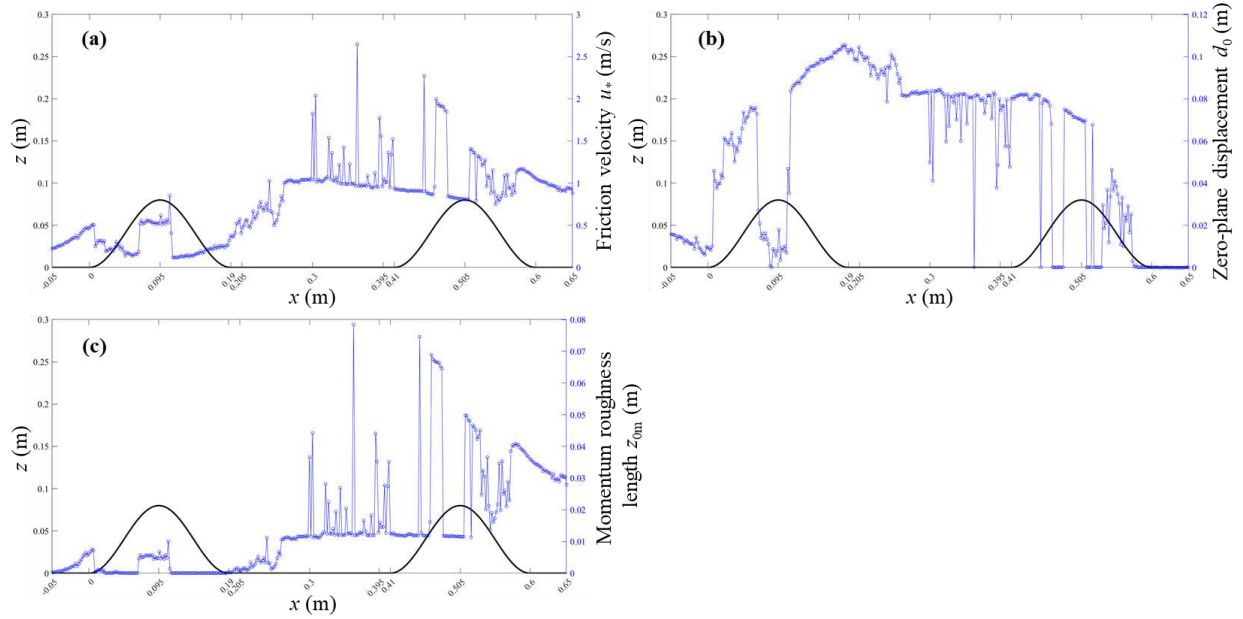 (a)
0.3
0.25
0.2
0.15
0.1
0.05
0
z (m)
3
2.5
2
1.5
1
0.5
0
Friction velocity u* (m/s)
-0.05 0 0.095 0.19 0.205 0.3 0.395 0.41 0.505 0.6 0.65
x (m)
(b)
0.3
0.25
0.2
0.15
0.1
0.05
0
z (m)
0.12
0.1
0.08
0.06
0.04
0.02
0
Zero-plane displacement d0 (m)
-0.05 0 0.095 0.19 0.205 0.3 0.395 0.41 0.505 0.6 0.65
x (m)
(c)
0.3
0.25
0.2
0.15
0.1
0.05
0
z (m)
0.08
0.07
0.06
0.05
0.04
0.03
0.02
0.01
0
Momentum roughness
length z0m (m)
-0.05 0 0.095 0.19 0.205 0.3 0.395 0.41 0.505 0.6 0.65
x (m)